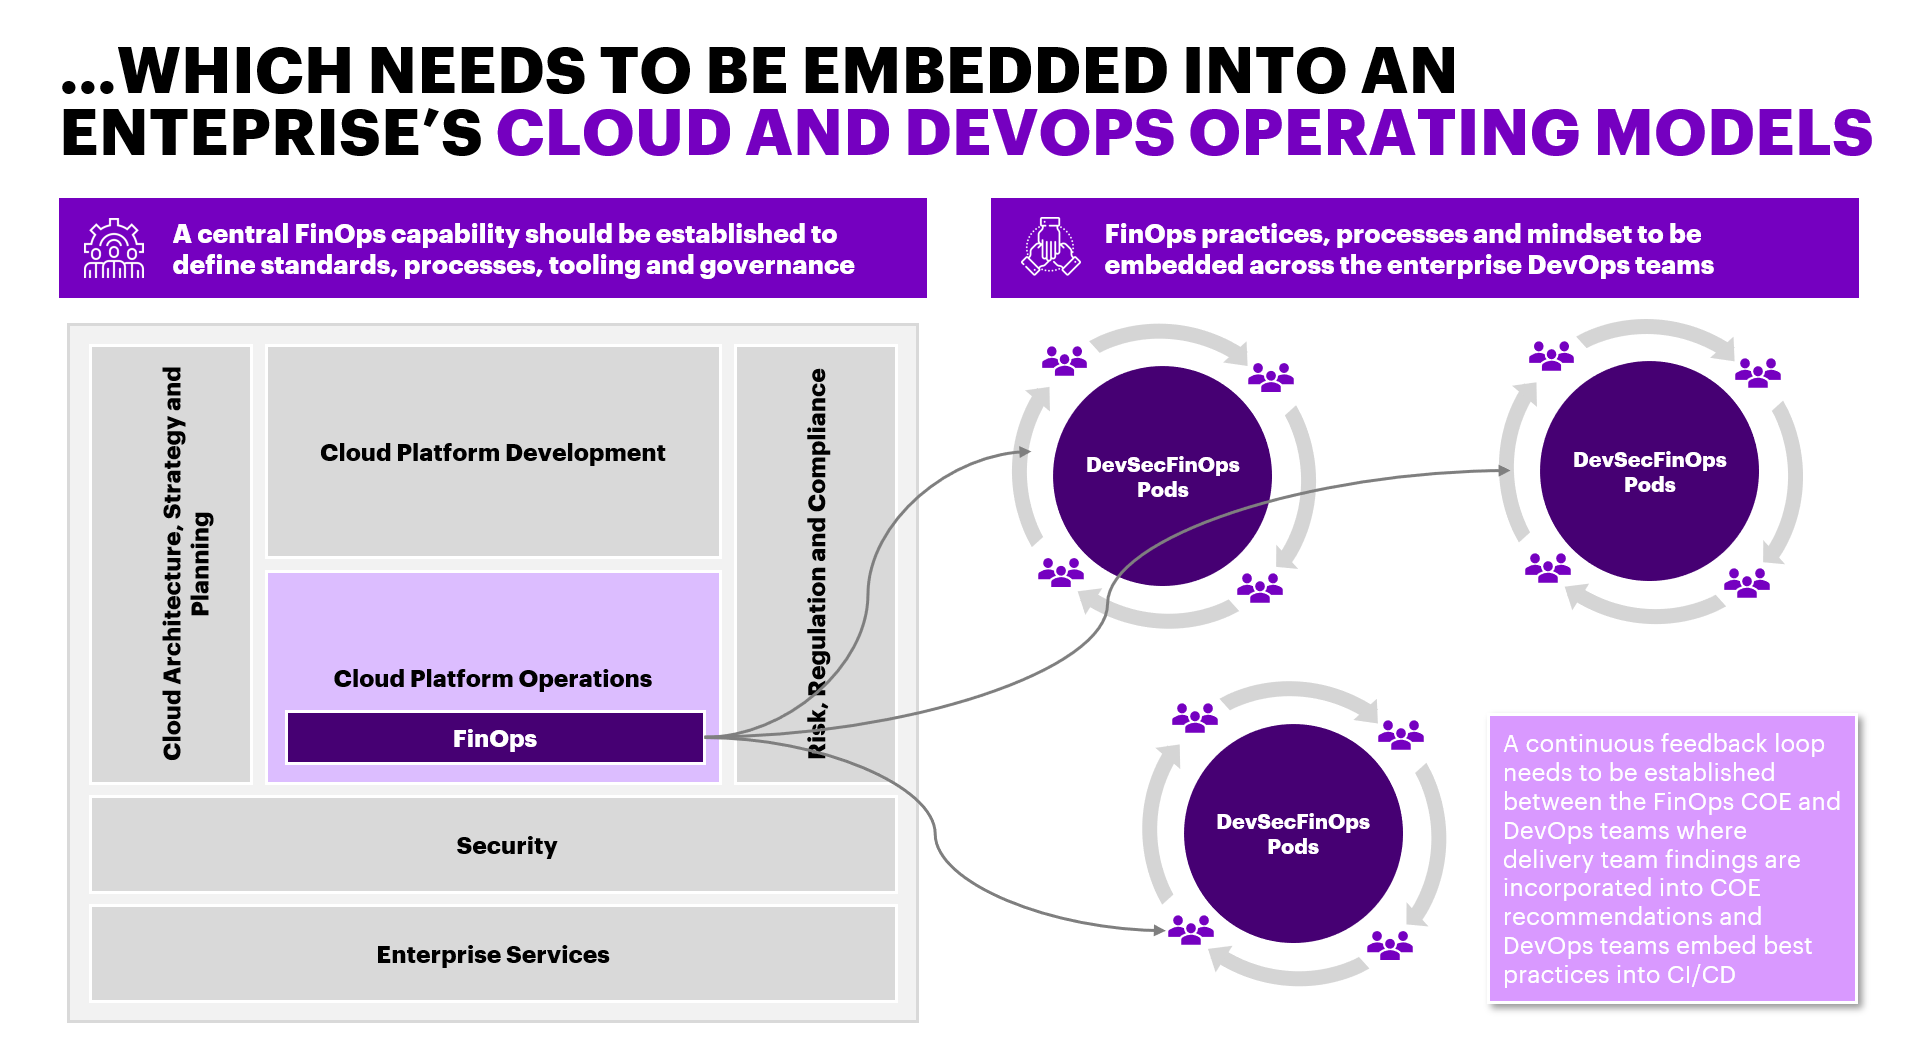 ...WHICH NEEDS TO BE EMBEDDED INTO AN
ENTEPRISE’S CLOUD AND DEVOPS OPERATING MODELS
A central FinOps capability should be established to
define standards, processes, tooling and governance
FinOps practices, processes and mindset to be
embedded across the enterprise DevOps teams
Cloud Architecture, Strategy and
Planning
Cloud Platform Development
Cloud Platform Operations
FinOps
Risk, Regulation and Compliance
Security
Enterprise Services
DevSecFinOps
Pods
DevSecFinOps
Pods
DevSecFinOps
Pods
A continuous feedback loop
needs to be established
between the FinOps COE and
DevOps teams where
delivery team findings are
incorporated into COE
recommendations and
DevOps teams embed best
practices into CI/CD